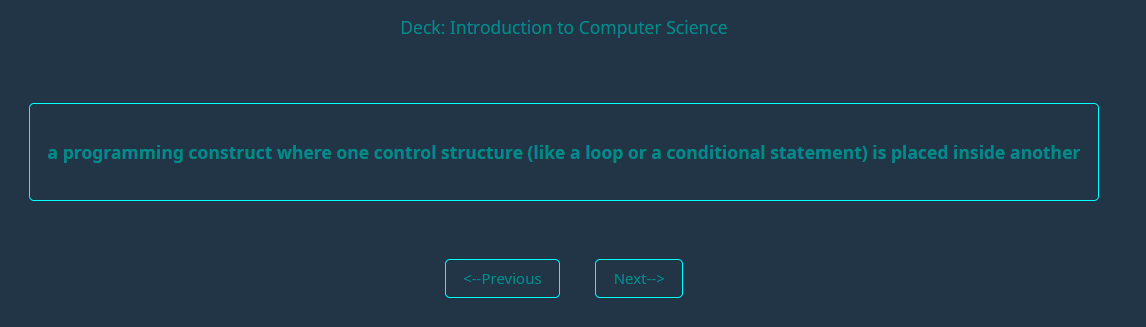 Deck: Introduction to Computer Science
a programming construct where one control structure (like a loop or a conditional statement) is placed inside another
<--Previous
Next-->